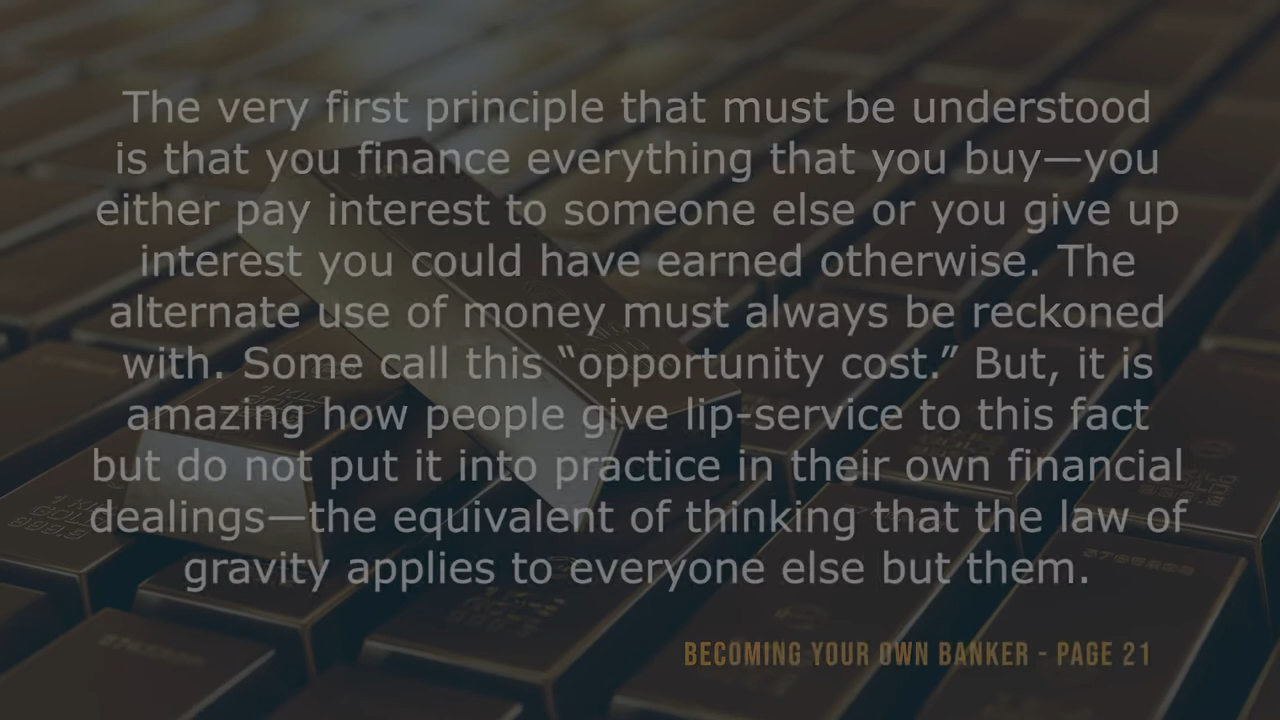 The very first principle that must be understood
is that you finance everything that you buy—you
either pay interest to someone else or you give up
interest you could have earned otherwise. The
alternate use of money must always be reckoned
with. Some call this “opportunity cost.” But, it is
amazing how people give lip-service to this fact
but do not put it into practice in their own financial
dealings—the equivalent of thinking that the law of
gravity applies to everyone else but them.
BECOMING YOUR OWN BANKER - PAGE 21